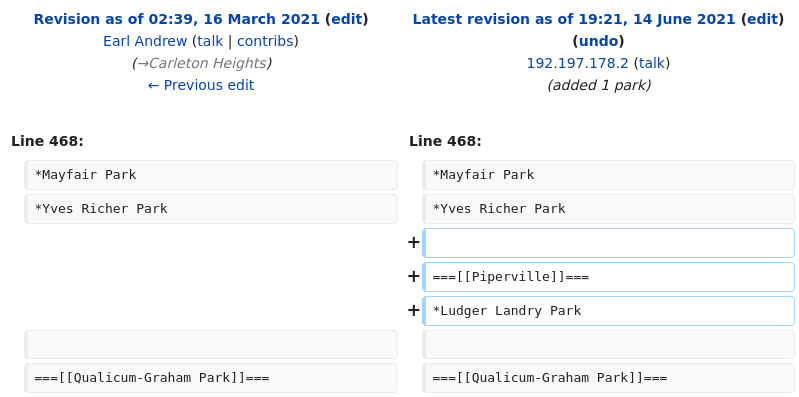 Revision as of 02:39, 16 March 2021 (edit)
Earl Andrew (talk | contribs)
(→Carleton Heights)
← Previous edit
Latest revision as of 19:21, 14 June 2021 (edit)
(undo)
192.197.178.2 (talk)
(added 1 park)
Line 468:
Line 468:
*Mayfair Park
*Mayfair Park
*Yves Richer Park
*Yves Richer Park
+
+ ===[[Piperville]]===
+ *Ludger Landry Park
===[[Qualicum-Graham Park]]===
===[[Qualicum-Graham Park]]===